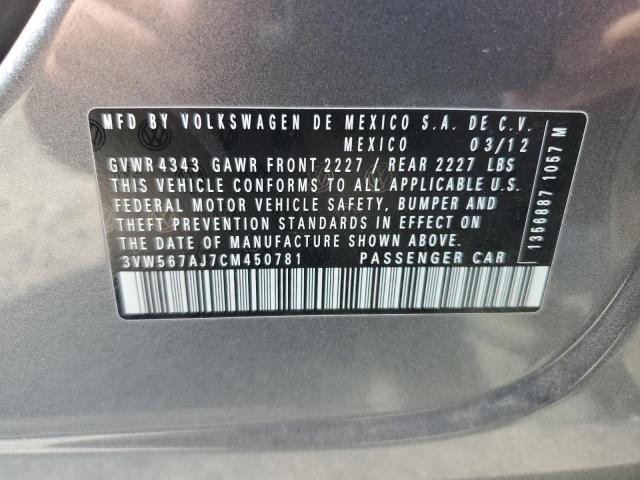 MFD BY VOLKSWAGEN DE MEXICO S.A. DE C.V.
MEXICO 03/12
GVWR 4343 GAWR FRONT 2227 / REAR 2227 LBS
THIS VEHICLE CONFORMS TO ALL APPLICABLE U.S.
FEDERAL MOTOR VEHICLE SAFETY, BUMPER AND
THEFT PREVENTION STANDARDS IN EFFECT ON
THE DATE OF MANUFACTURE SHOWN ABOVE.
3VW567AJ7CM450781 PASSENGER CAR
1356887 1057 M